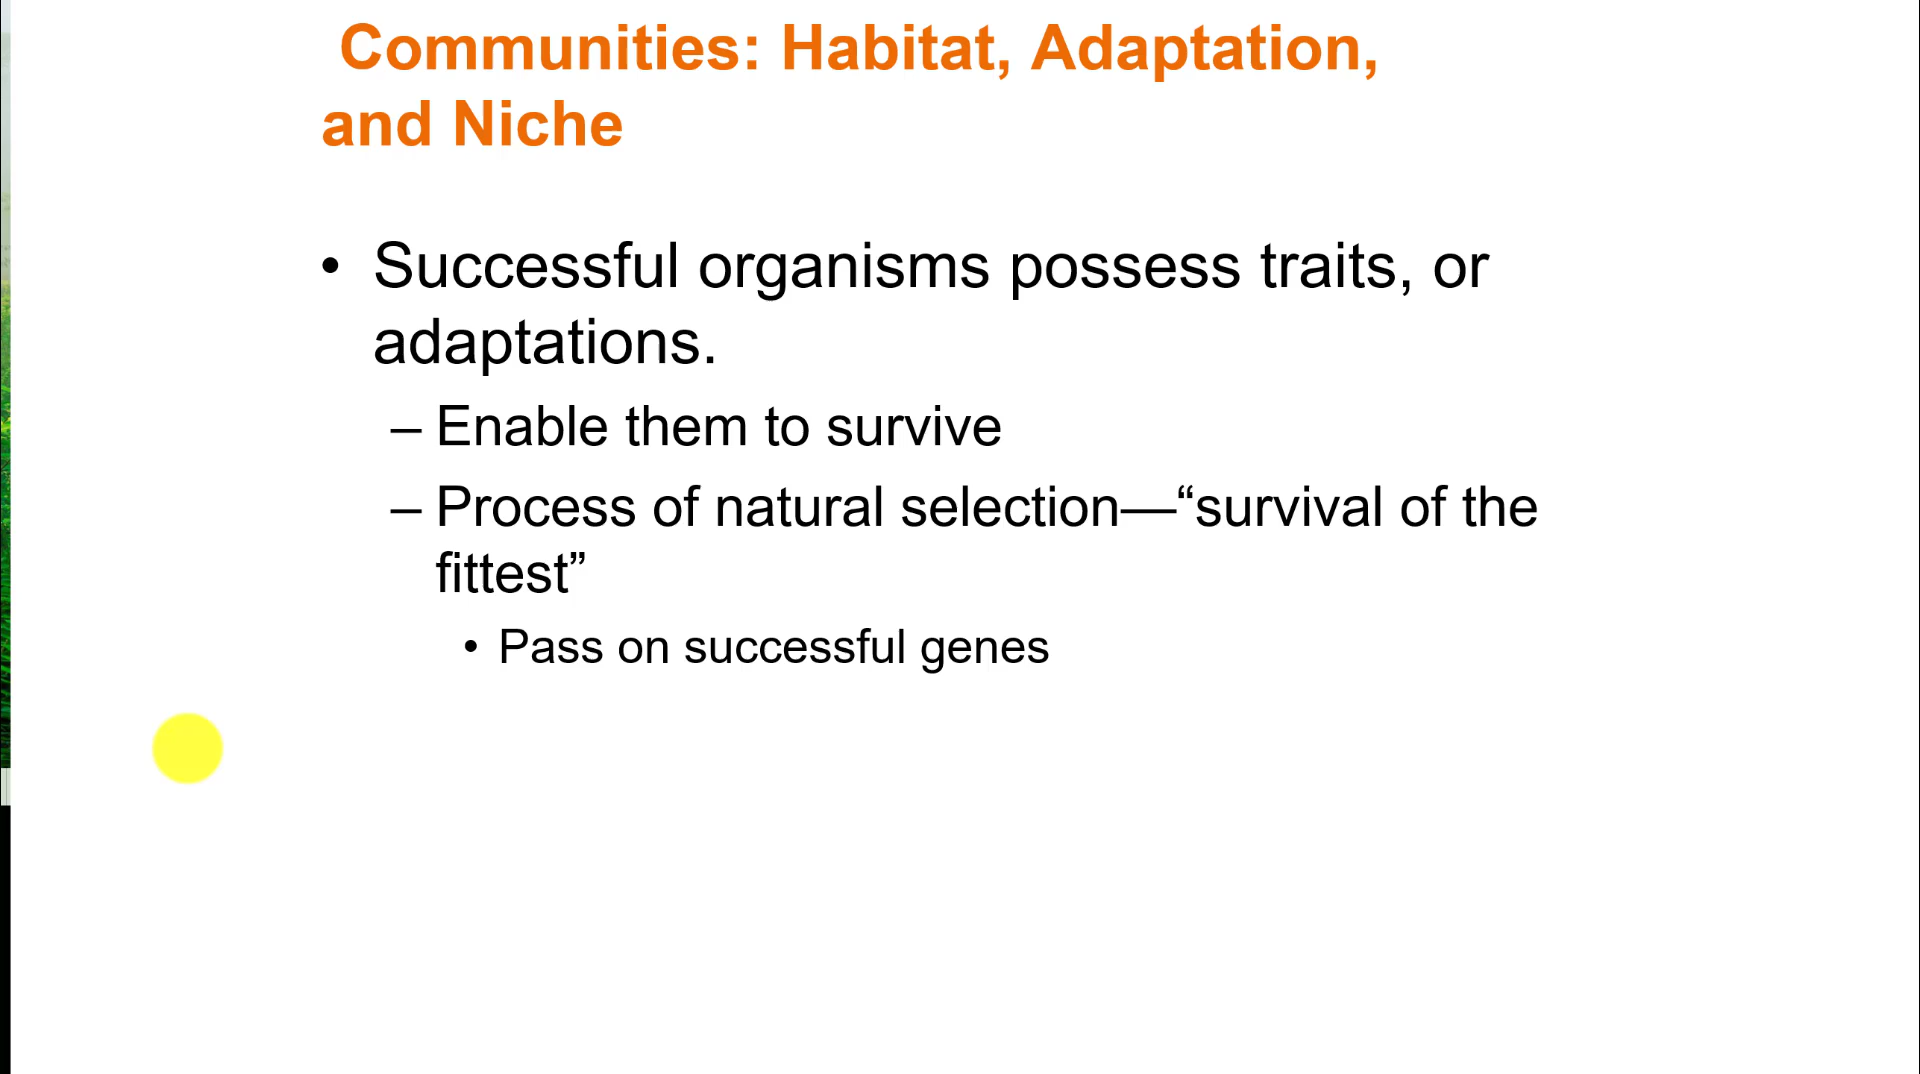 Communities: Habitat, Adaptation,
and Niche
• Successful organisms possess traits, or
adaptations.
– Enable them to survive
– Process of natural selection—“survival of the
fittest”
• Pass on successful genes